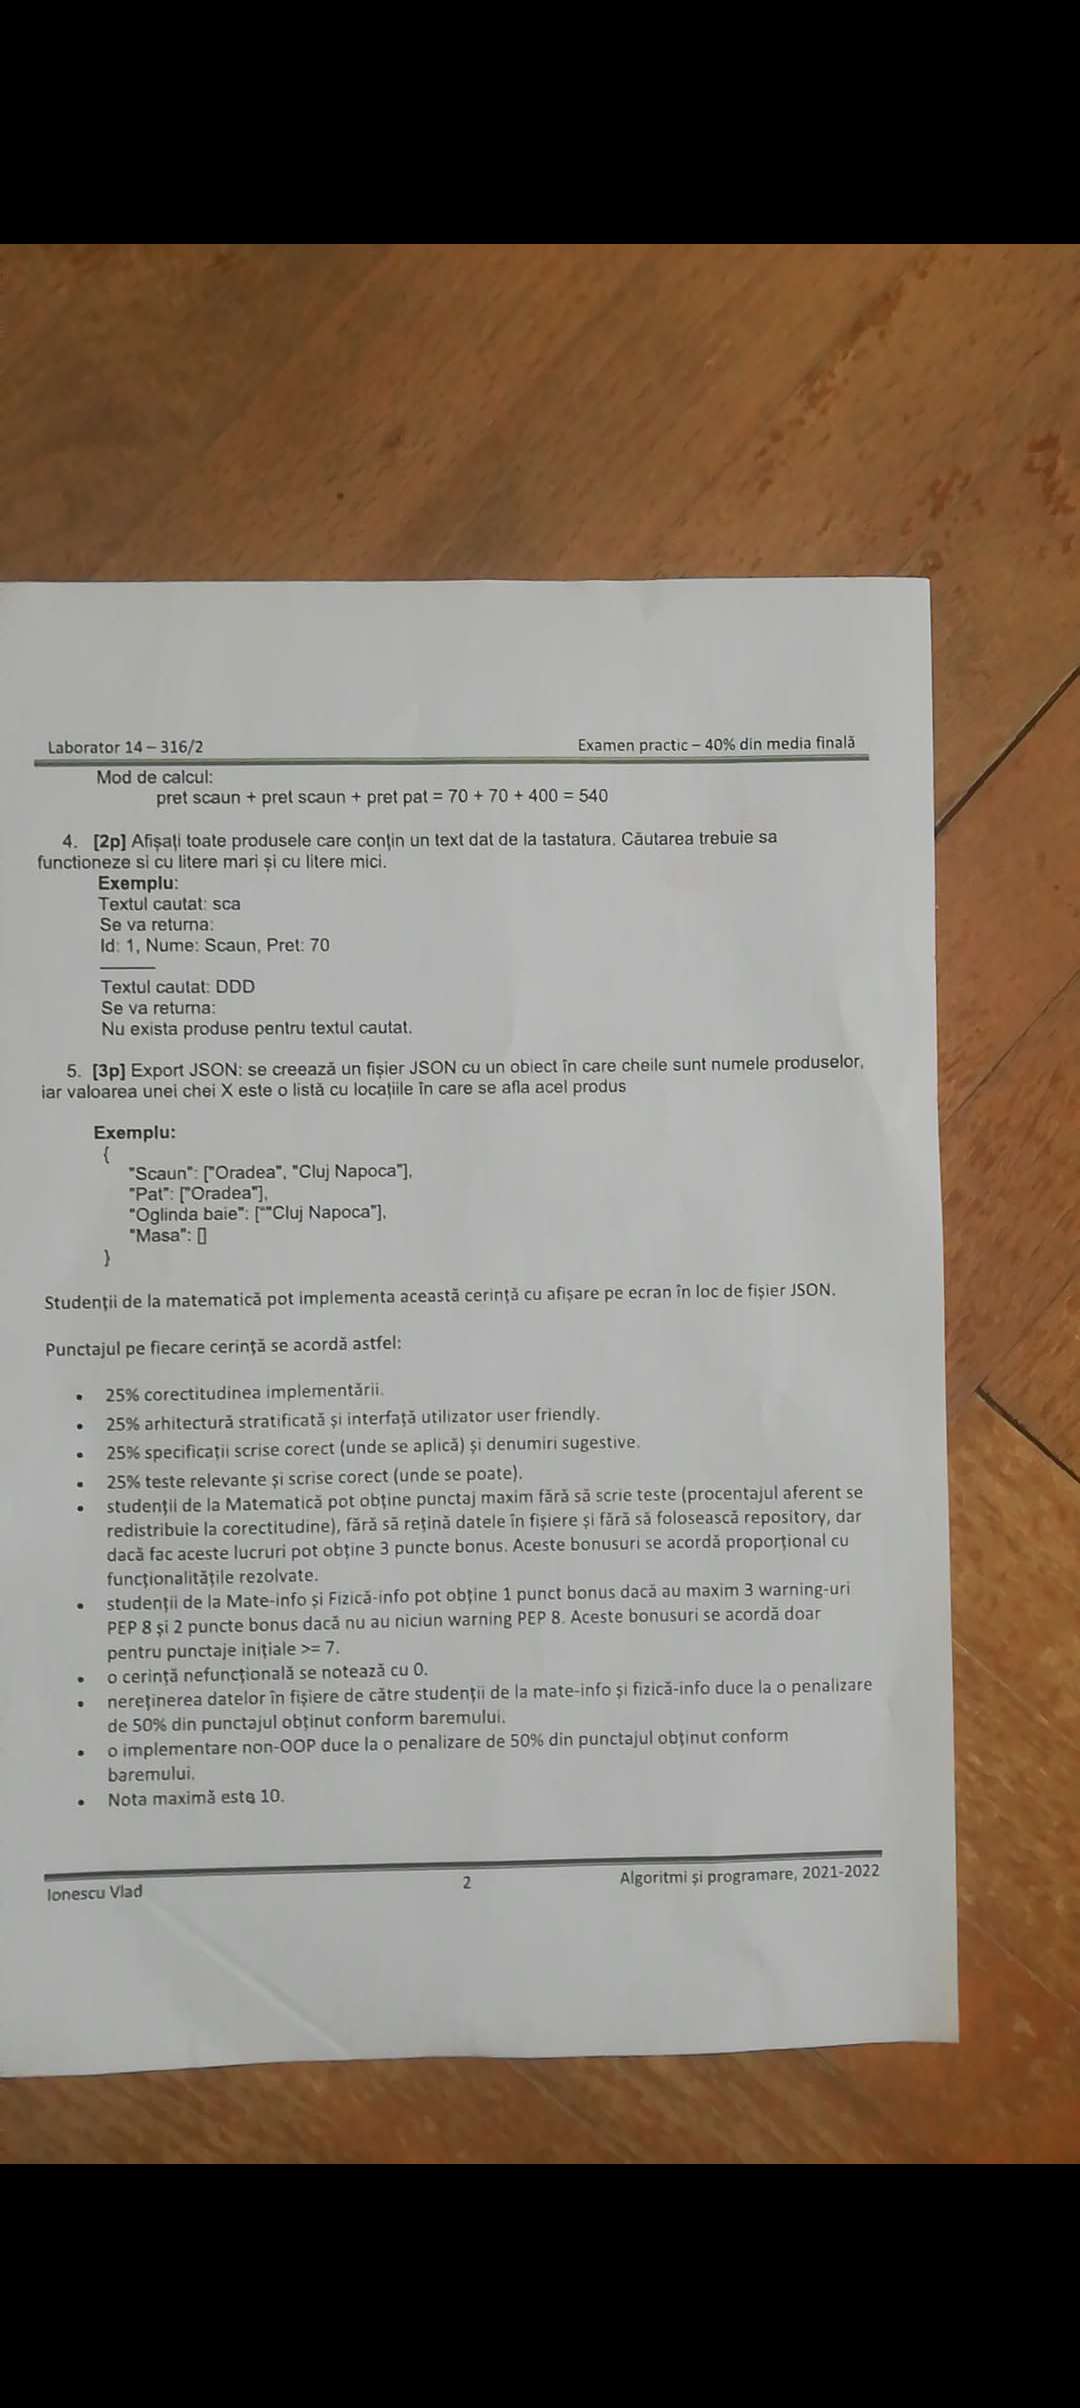 Laborator 14 – 316/2
Examen practic – 40% din media finală
Mod de calcul:
pret scaun + pret scaun + pret pat = 70 + 70 + 400 = 540
4. [2p] Afișați toate produsele care conțin un text dat de la tastatura. Căutarea trebuie sa
functioneze si cu litere mari și cu litere mici.
Exemplu:
Textul cautat: sca
Se va returna:
Id: 1, Nume: Scaun, Pret: 70
Textul cautat: DDD
Se va returna:
Nu exista produse pentru textul cautat.
5. [3p] Export JSON: se creează un fișier JSON cu un obiect în care cheile sunt numele produselor,
iar valoarea unei chei X este o listă cu locațiile în care se afla acel produs
Exemplu:
{
"Scaun": ["Oradea", "Cluj Napoca"],
"Pat": ["Oradea"],
"Oglinda baie": [""Cluj Napoca"],
"Masa": []
}
Studenții de la matematică pot implementa această cerință cu afișare pe ecran în loc de fișier JSON.
Punctajul pe fiecare cerință se acordă astfel:
• 25% corectitudinea implementării.
• 25% arhitectură stratificată și interfață utilizator user friendly.
• 25% specificații scrise corect (unde se aplică) și denumiri sugestive.
• 25% teste relevante și scrise corect (unde se poate).
• studenții de la Matematică pot obține punctaj maxim fără să scrie teste (procentajul aferent se
redistribuie la corectitudine), fără să rețină datele în fișiere și fără să folosească repository, dar
dacă fac aceste lucruri pot obține 3 puncte bonus. Aceste bonusuri se acordă proporțional cu
funcționalitățile rezolvate.
• studenții de la Mate-info și Fizică-info pot obține 1 punct bonus dacă au maxim 3 warning-uri
PEP 8 și 2 puncte bonus dacă nu au niciun warning PEP 8. Aceste bonusuri se acordă doar
pentru punctaje inițiale >= 7.
• o cerință nefuncțională se notează cu 0.
• nereținerea datelor în fișiere de către studenții de la mate-info și fizică-info duce la o penalizare
de 50% din punctajul obținut conform baremului.
• o implementare non-OOP duce la o penalizare de 50% din punctajul obținut conform
baremului.
• Nota maximă este 10.
Ionescu Vlad
2
Algoritmi și programare, 2021-2022